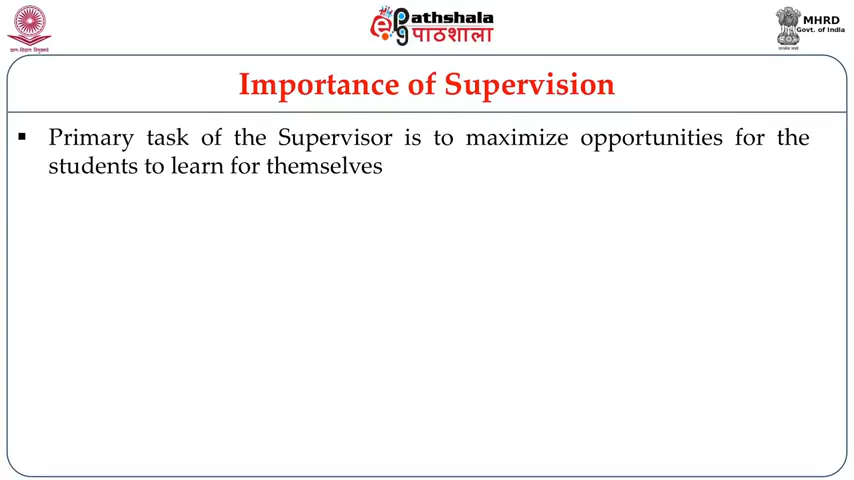 ePG athshala
पाठशाला
MHRD
Govt. of India
Importance of Supervision
▪ Primary task of the Supervisor is to maximize opportunities for the
students to learn for themselves